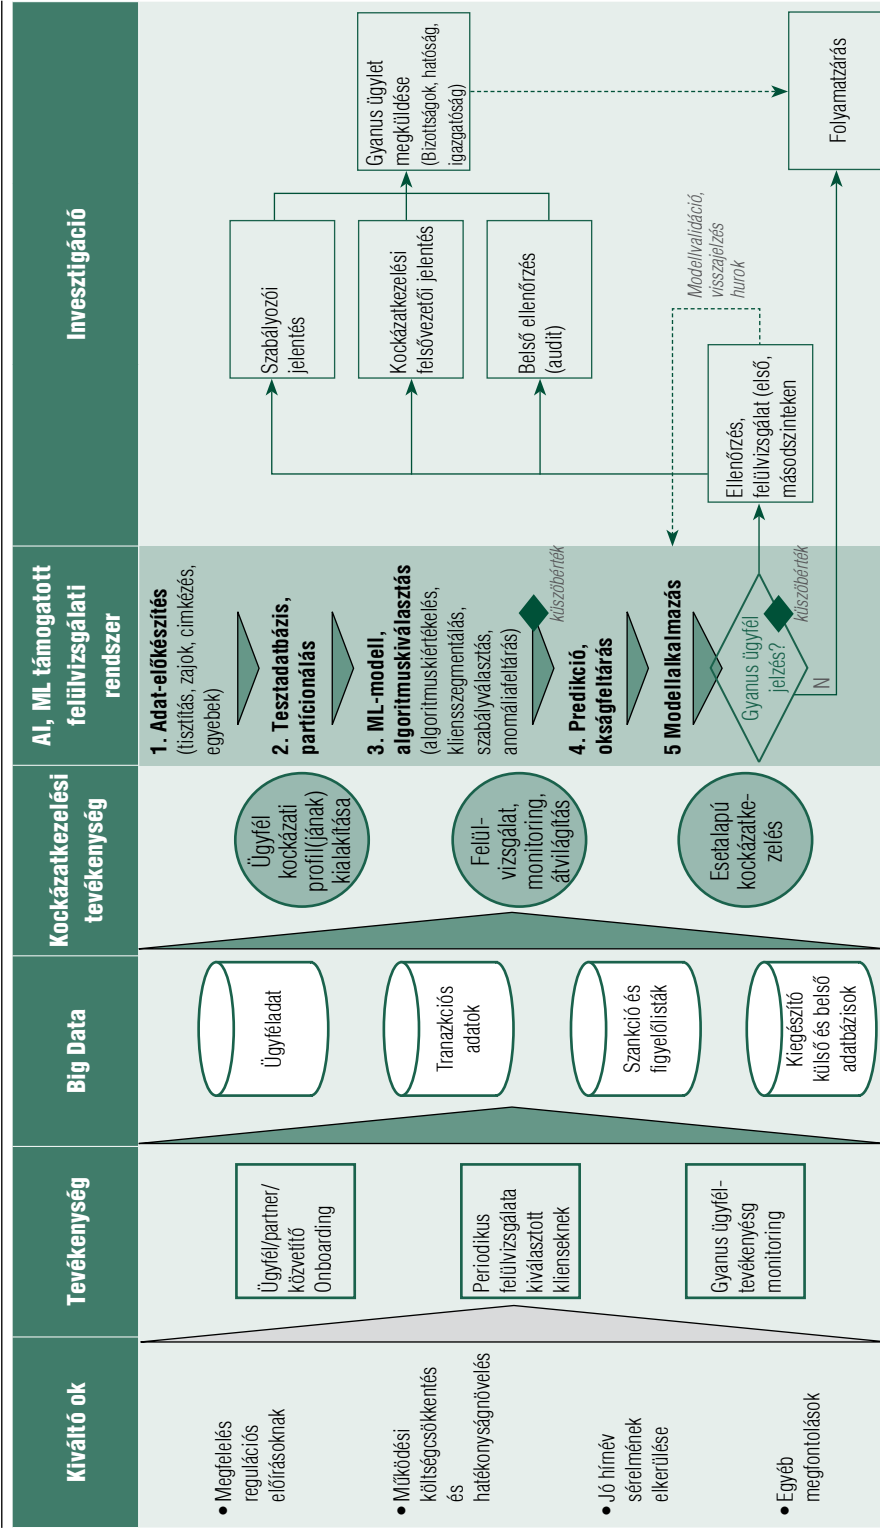 Kiváltó ok
• Megfelelés
regulációs
előírásoknak
• Működési
költségcsökkentés
és
hatékonyságnövelés
• Jó hírnév
sérelmének
elkerülése
• Egyéb
megfontolások
Tevékenység
Ügyfél/partner/
közvetítő
Onboarding
Periodikus
felülvizsgálata
kiválasztott
klienseknek
Gyanus ügyfél-
tevékenyésg
monitoring
Big Data
Ügyféladat
Tranazkciós
adatok
Szankció és
figyelőlisták
Kiegészítő
külső és belső
adatbázisok
Kockázatkezelési
tevékenység
Ügyfél
kockázati
profil(jának)
kialakítása
Felül-
vizsgálat,
monitoring,
átvilágítás
Esetalapú
kockázatke-
zelés
AI, ML támogatott
felülvizsgálati
rendszer
1. Adat-előkészítés
(tisztítás, zajok, cimkézés,
egyebek)
2. Tesztadatbázis,
partícionálás
3. ML-modell,
algoritmuskiválasztás
(algoritmuskiértékelés,
kliensszegmentálás,
szabályválasztás,
anomáliafeltárás)
küszöbérték
4. Predikció,
okságfeltárás
5 Modellalkalmazás
Gyanus ügyfél
jelzés?
küszöbérték
N
Invesztigáció
Szabályozói
jelentés
Kockázatkezelési
felsővezetői jelentés
Belső ellenőrzés
(audit)
Ellenőrzés,
felülvizsgálat (első,
másodszinteken
Modellvalidáció,
visszajelzés
hurok
Gyanus ügylet
megküldése
(Bizottságok, hatóság,
igazgatóság)
Folyamatzárás